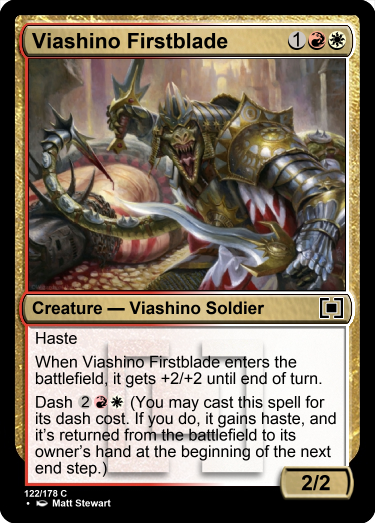 Viashino Firstblade 1
Creature — Viashino Soldier
Haste
When Viashino Firstblade enters the
battlefield, it gets +2/+2 until end of turn.
Dash 2 (You may cast this spell for
its dash cost. If you do, it gains haste, and
it's returned from the battlefield to its
owner's hand at the beginning of the next
end step.)
2/2
122/178 C
• Matt Stewart